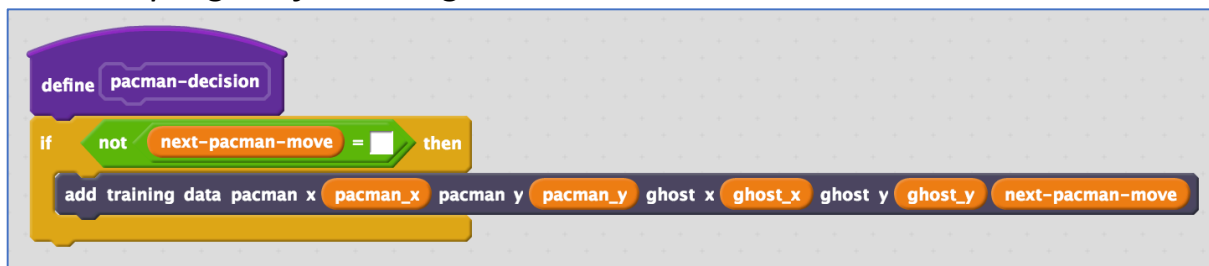 define pacman-decision
if not next-pacman-move = then
add training data pacman x pacman_x pacman y pacman_y ghost x ghost_x ghost y ghost_y next-pacman-move